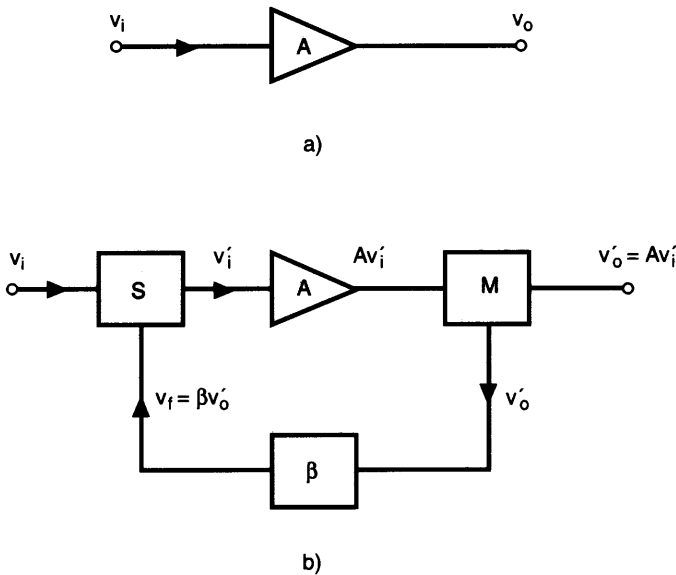 vi
A
vo
a)
vi
S
v′i
A
Av′i
M
v′o = Av′i
vf = βv′o
v′o
β
b)